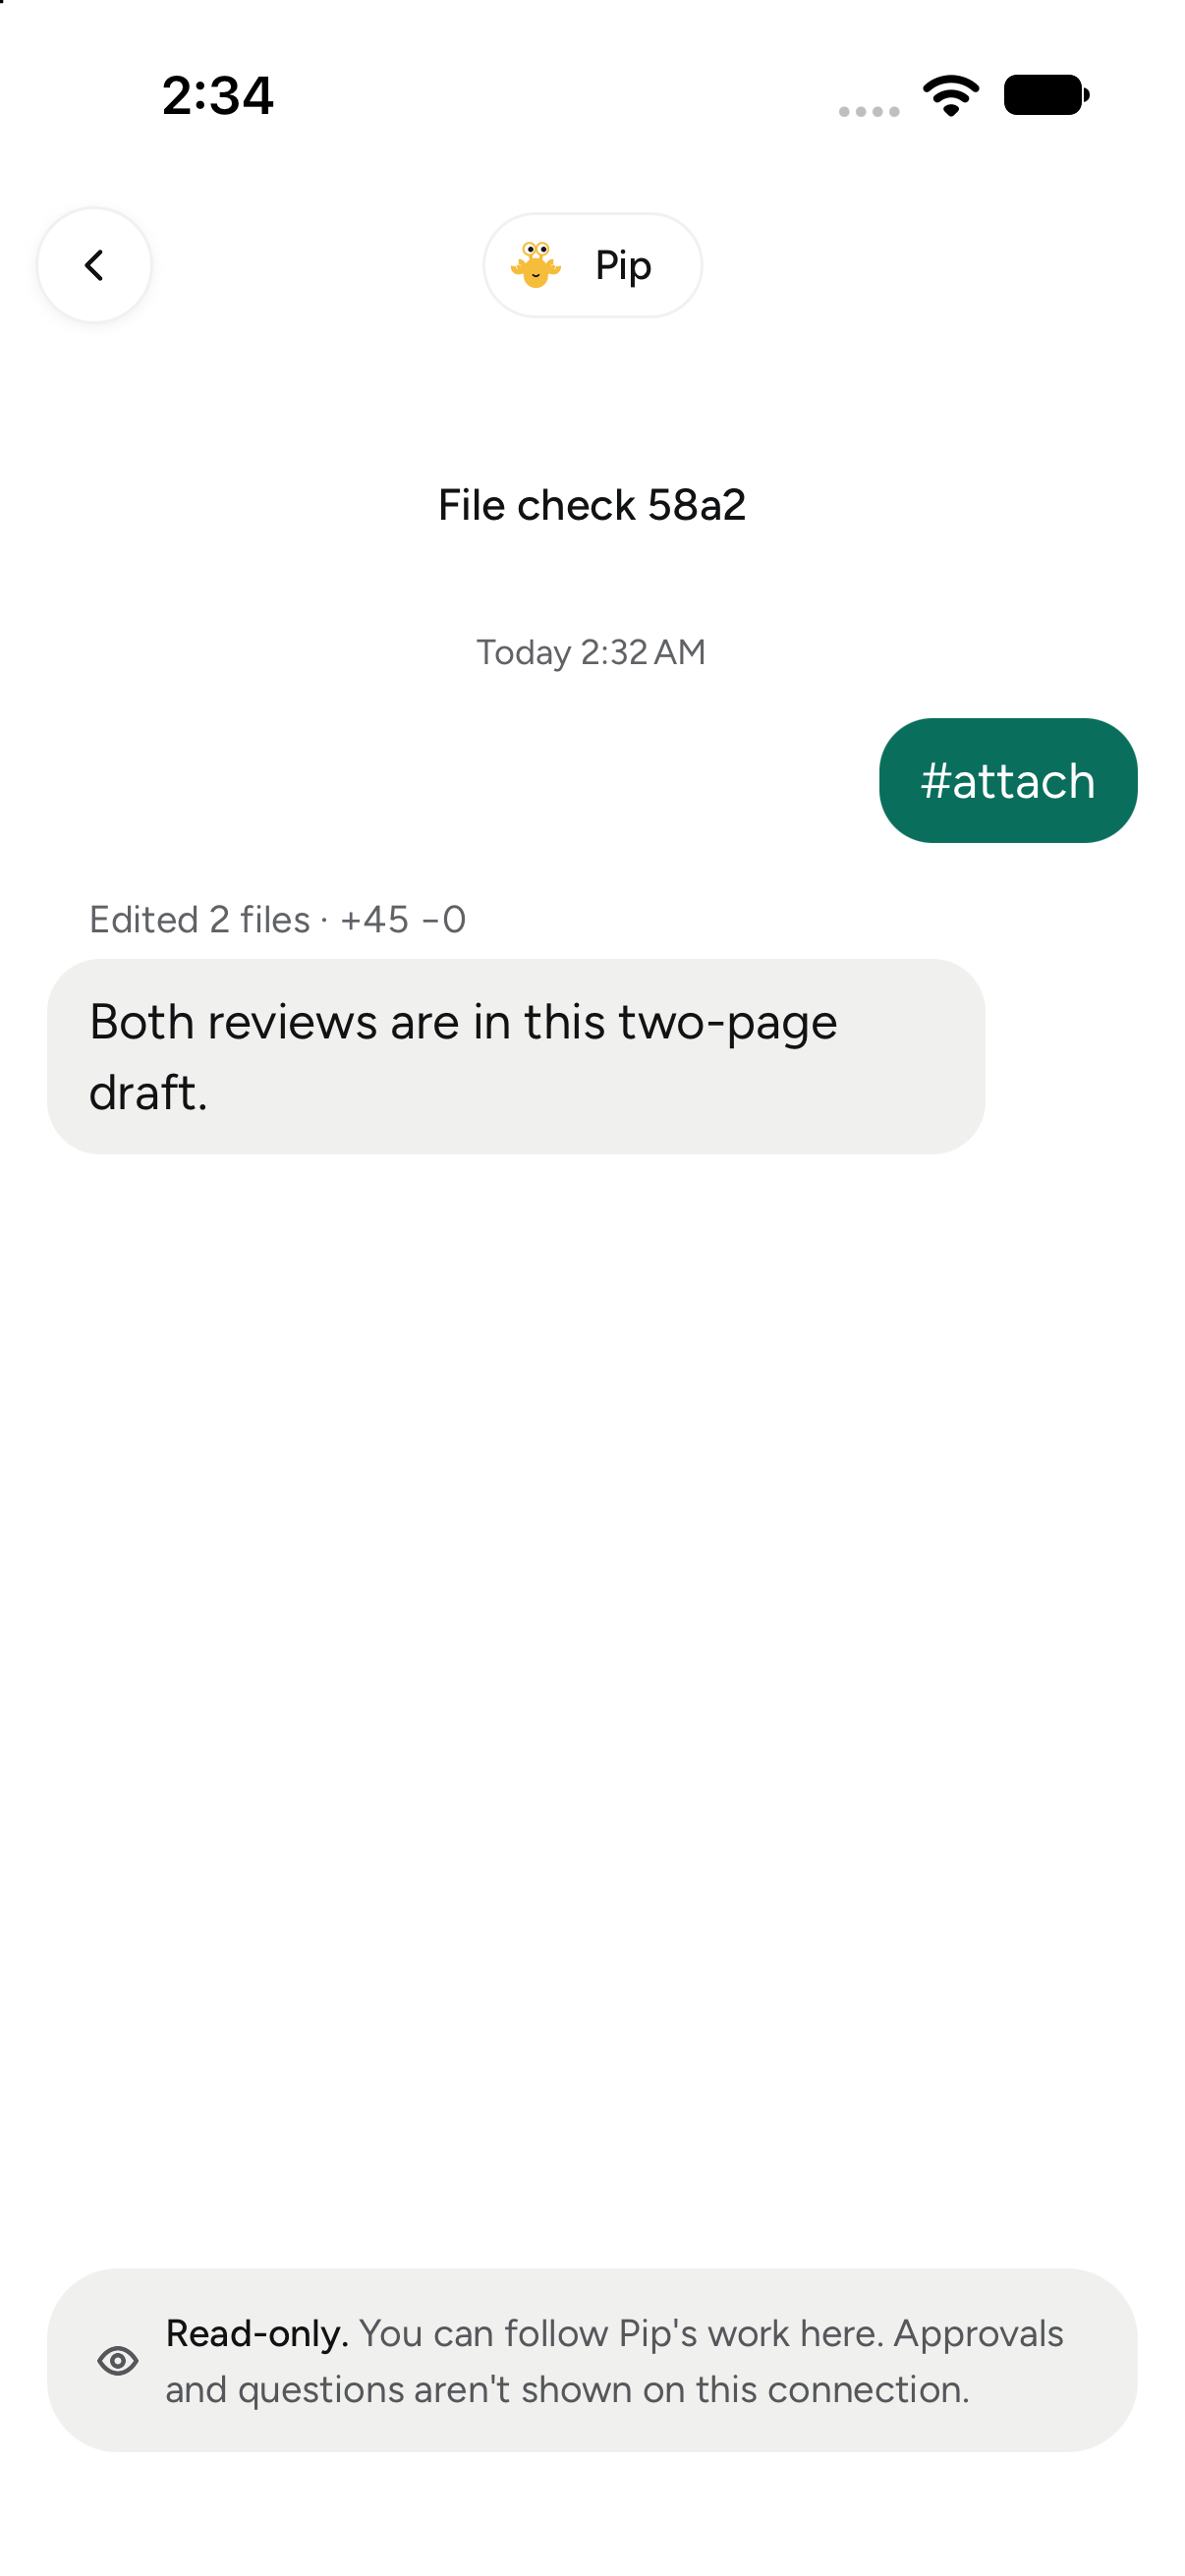 2:34
Pip
File check 58a2
Today 2:32 AM
#attach
Edited 2 files · +45 −0
Both reviews are in this two-page
draft.
Read-only. You can follow Pip's work here. Approvals
and questions aren't shown on this connection.